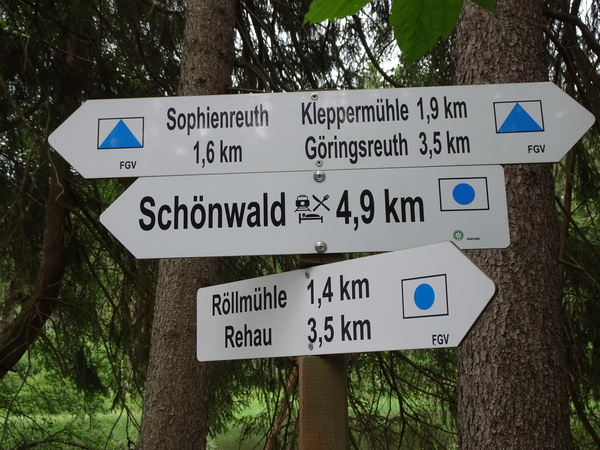 Sophienreuth
1,6 km
FGV
Kleppermühle 1,9 km
Göringsreuth 3,5 km
FGV
Schönwald 4,9 km
Röllmühle 1,4 km
Rehau 3,5 km
FGV